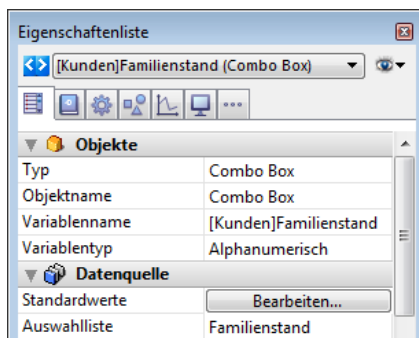 Eigenschaftenliste
[Kunden]Familienstand (Combo Box)
Objekte
Typ Combo Box
Objektname Combo Box
Variablenname [Kunden]Familienstand
Variablentyp Alphanumerisch
Datenquelle
Standardwerte Bearbeiten...
Auswahlliste Familienstand